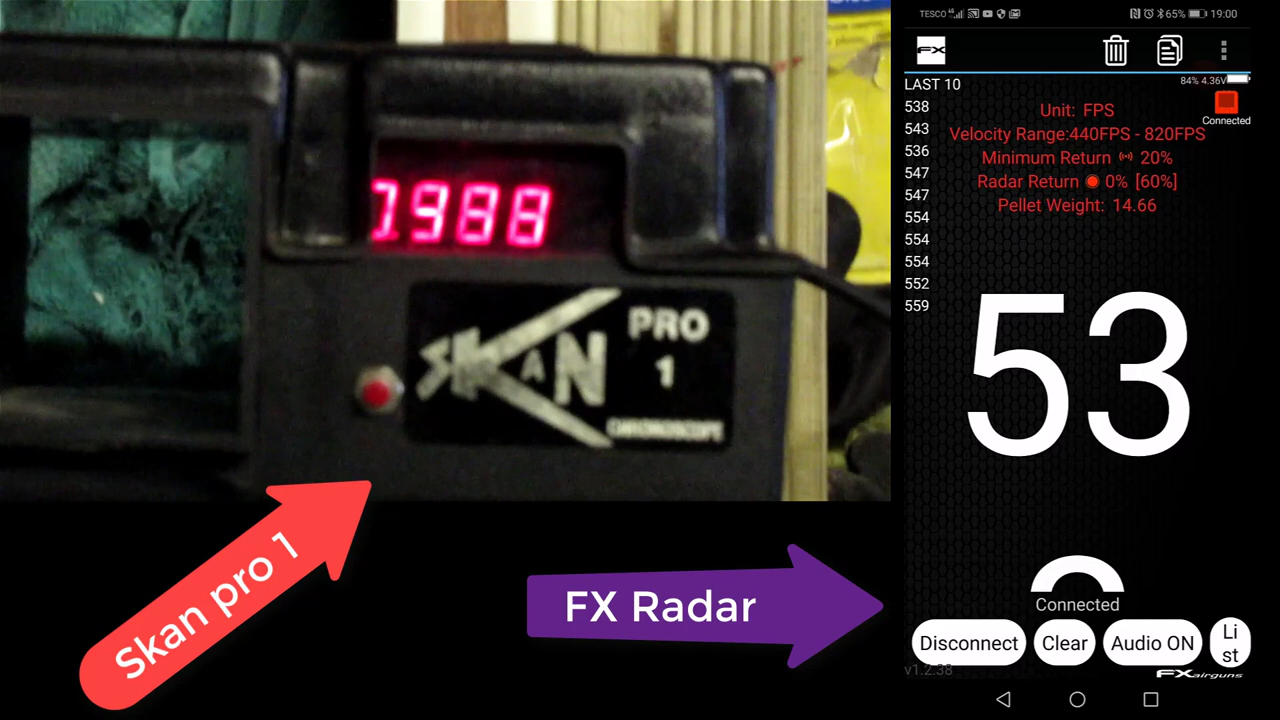 SKAN
PRO
1
CHRONOSCOPE
Skan pro 1
FX Radar
TESCO 65% 19:00
FX
84% 4.36V
LAST 10
Connected
538
543
536
547
547
554
554
554
552
559
Unit: FPS
Velocity Range:440FPS - 820FPS
Minimum Return 20%
Radar Return 0% [60%]
Pellet Weight: 14.66
53
Connected
Disconnect
Clear
Audio ON
Li
st
v1.2.38
FXairguns